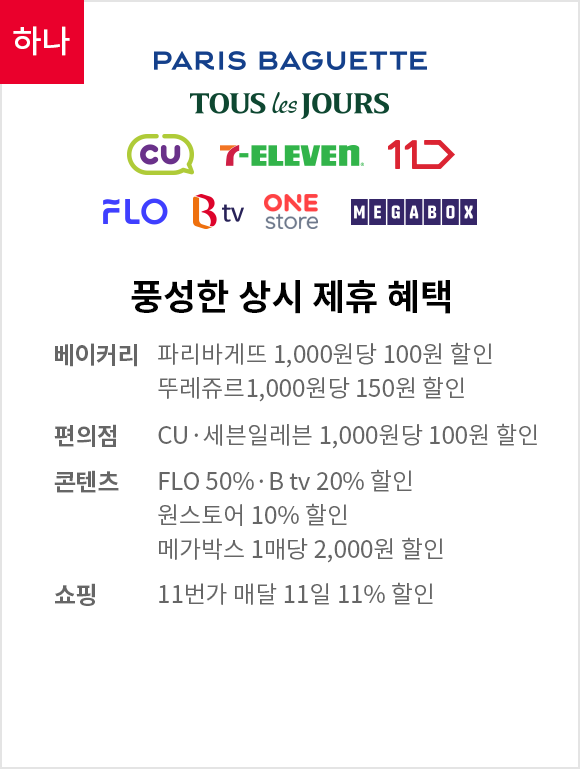 하나
PARIS BAGUETTE
TOUS les JOURS
CU 7-ELEVEN 11
FLO B tv ONE store MEGABOX
풍성한 상시 제휴 혜택
베이커리 파리바게뜨 1,000원당 100원 할인
뚜레쥬르1,000원당 150원 할인
편의점 CU·세븐일레븐 1,000원당 100원 할인
콘텐츠 FLO 50%·B tv 20% 할인
원스토어 10% 할인
메가박스 1매당 2,000원 할인
쇼핑 11번가 매달 11일 11% 할인